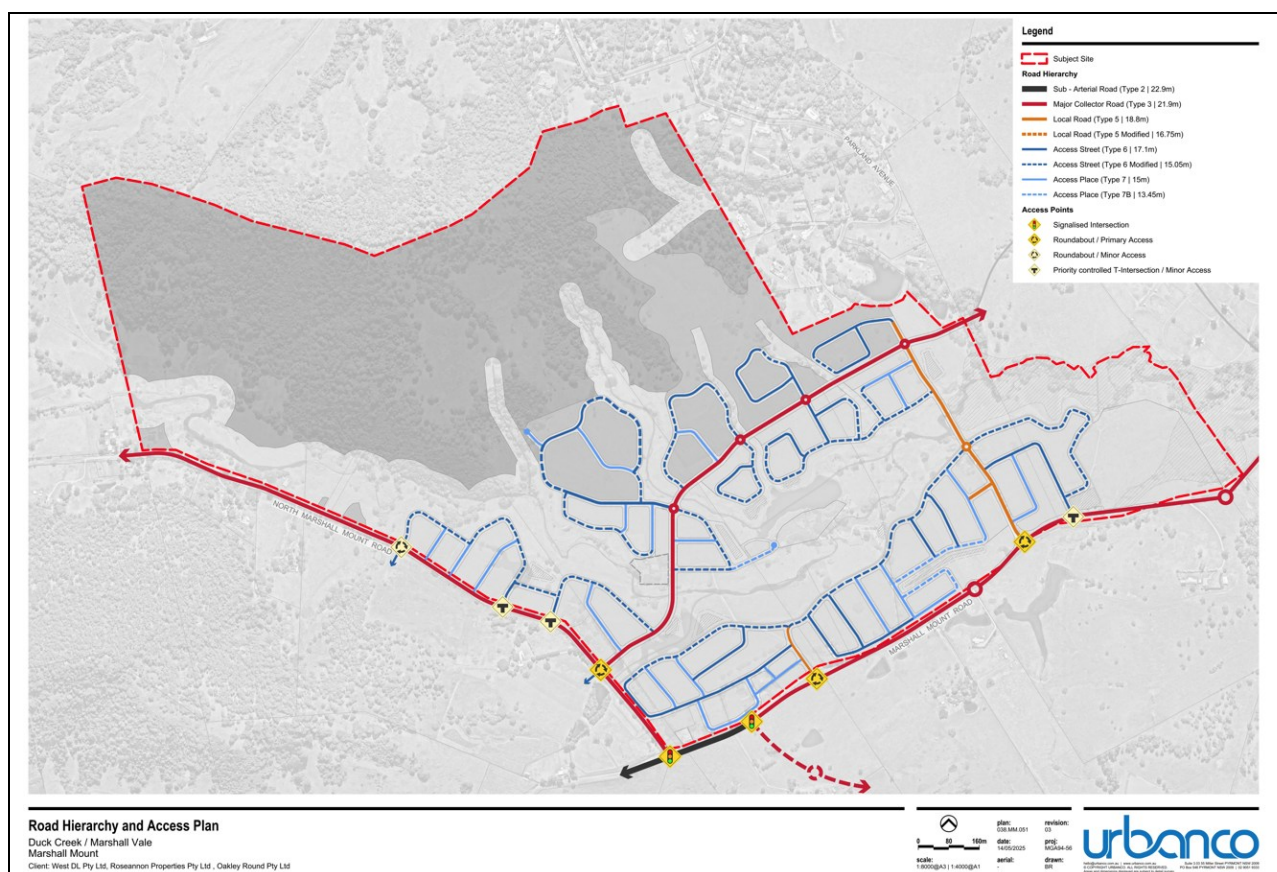 Legend
Subject Site
Road Hierarchy
Sub - Arterial Road (Type 2 | 22.9m)
Major Collector Road (Type 3 | 21.9m)
Local Road (Type 5 | 18.8m)
Local Road (Type 5 Modified | 16.75m)
Access Street (Type 6 | 17.1m)
Access Street (Type 6 Modified | 15.05m)
Access Place (Type 7 | 15m)
Access Place (Type 7B | 13.45m)
Access Points
Signalised Intersection
Roundabout / Primary Access
Roundabout / Minor Access
Priority controlled T-Intersection / Minor Access
PARKLAND AVENUE
NORTH MARSHALL MOUNT ROAD
MARSHALL MOUNT ROAD
Road Hierarchy and Access Plan
Duck Creek / Marshall Vale
Marshall Mount
Client: West DL Pty Ltd, Roseannon Properties Pty Ltd , Oakley Round Pty Ltd
0 80 160m
scale:
1:8000@A3 | 1:4000@A1
plan:
038.MM.051
date:
14/05/2025
aerial:
-
revision:
03
proj:
MGA94-56
drawn:
BR
urbanco